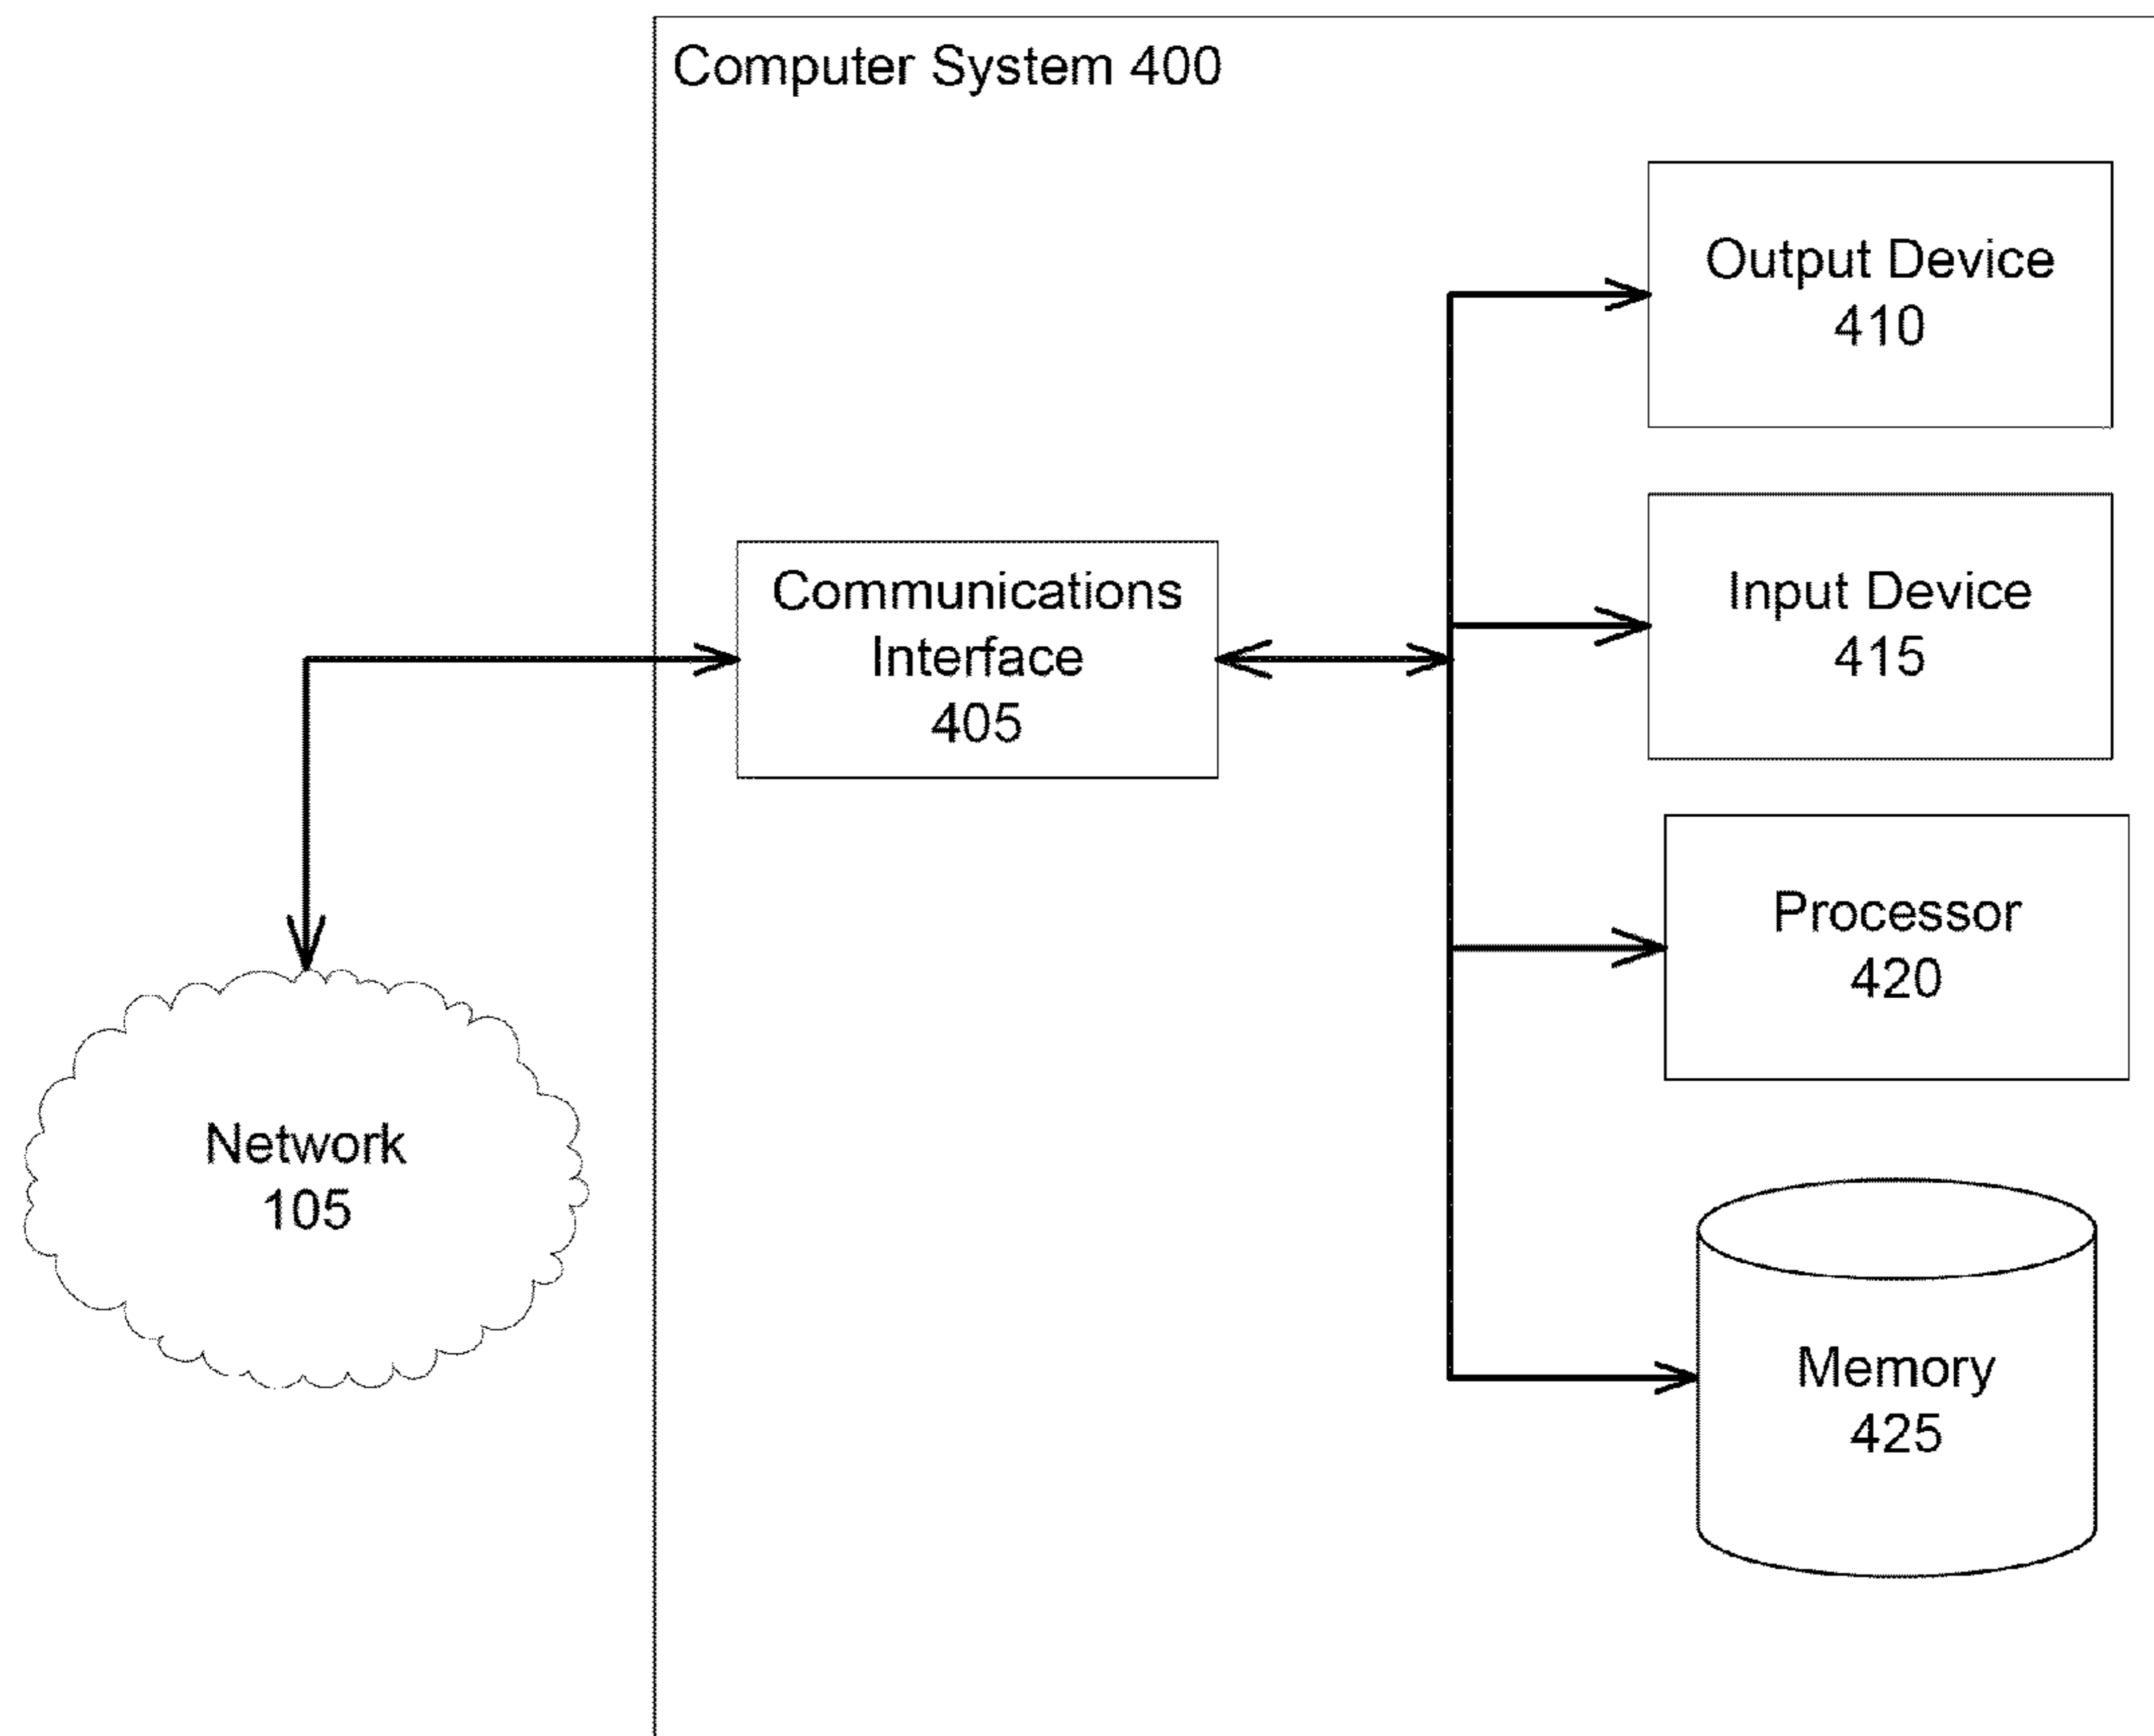 Computer System 400
Output Device
410
Communications
Interface
405
Input Device
415
Processor
420
Network
105
Memory
425